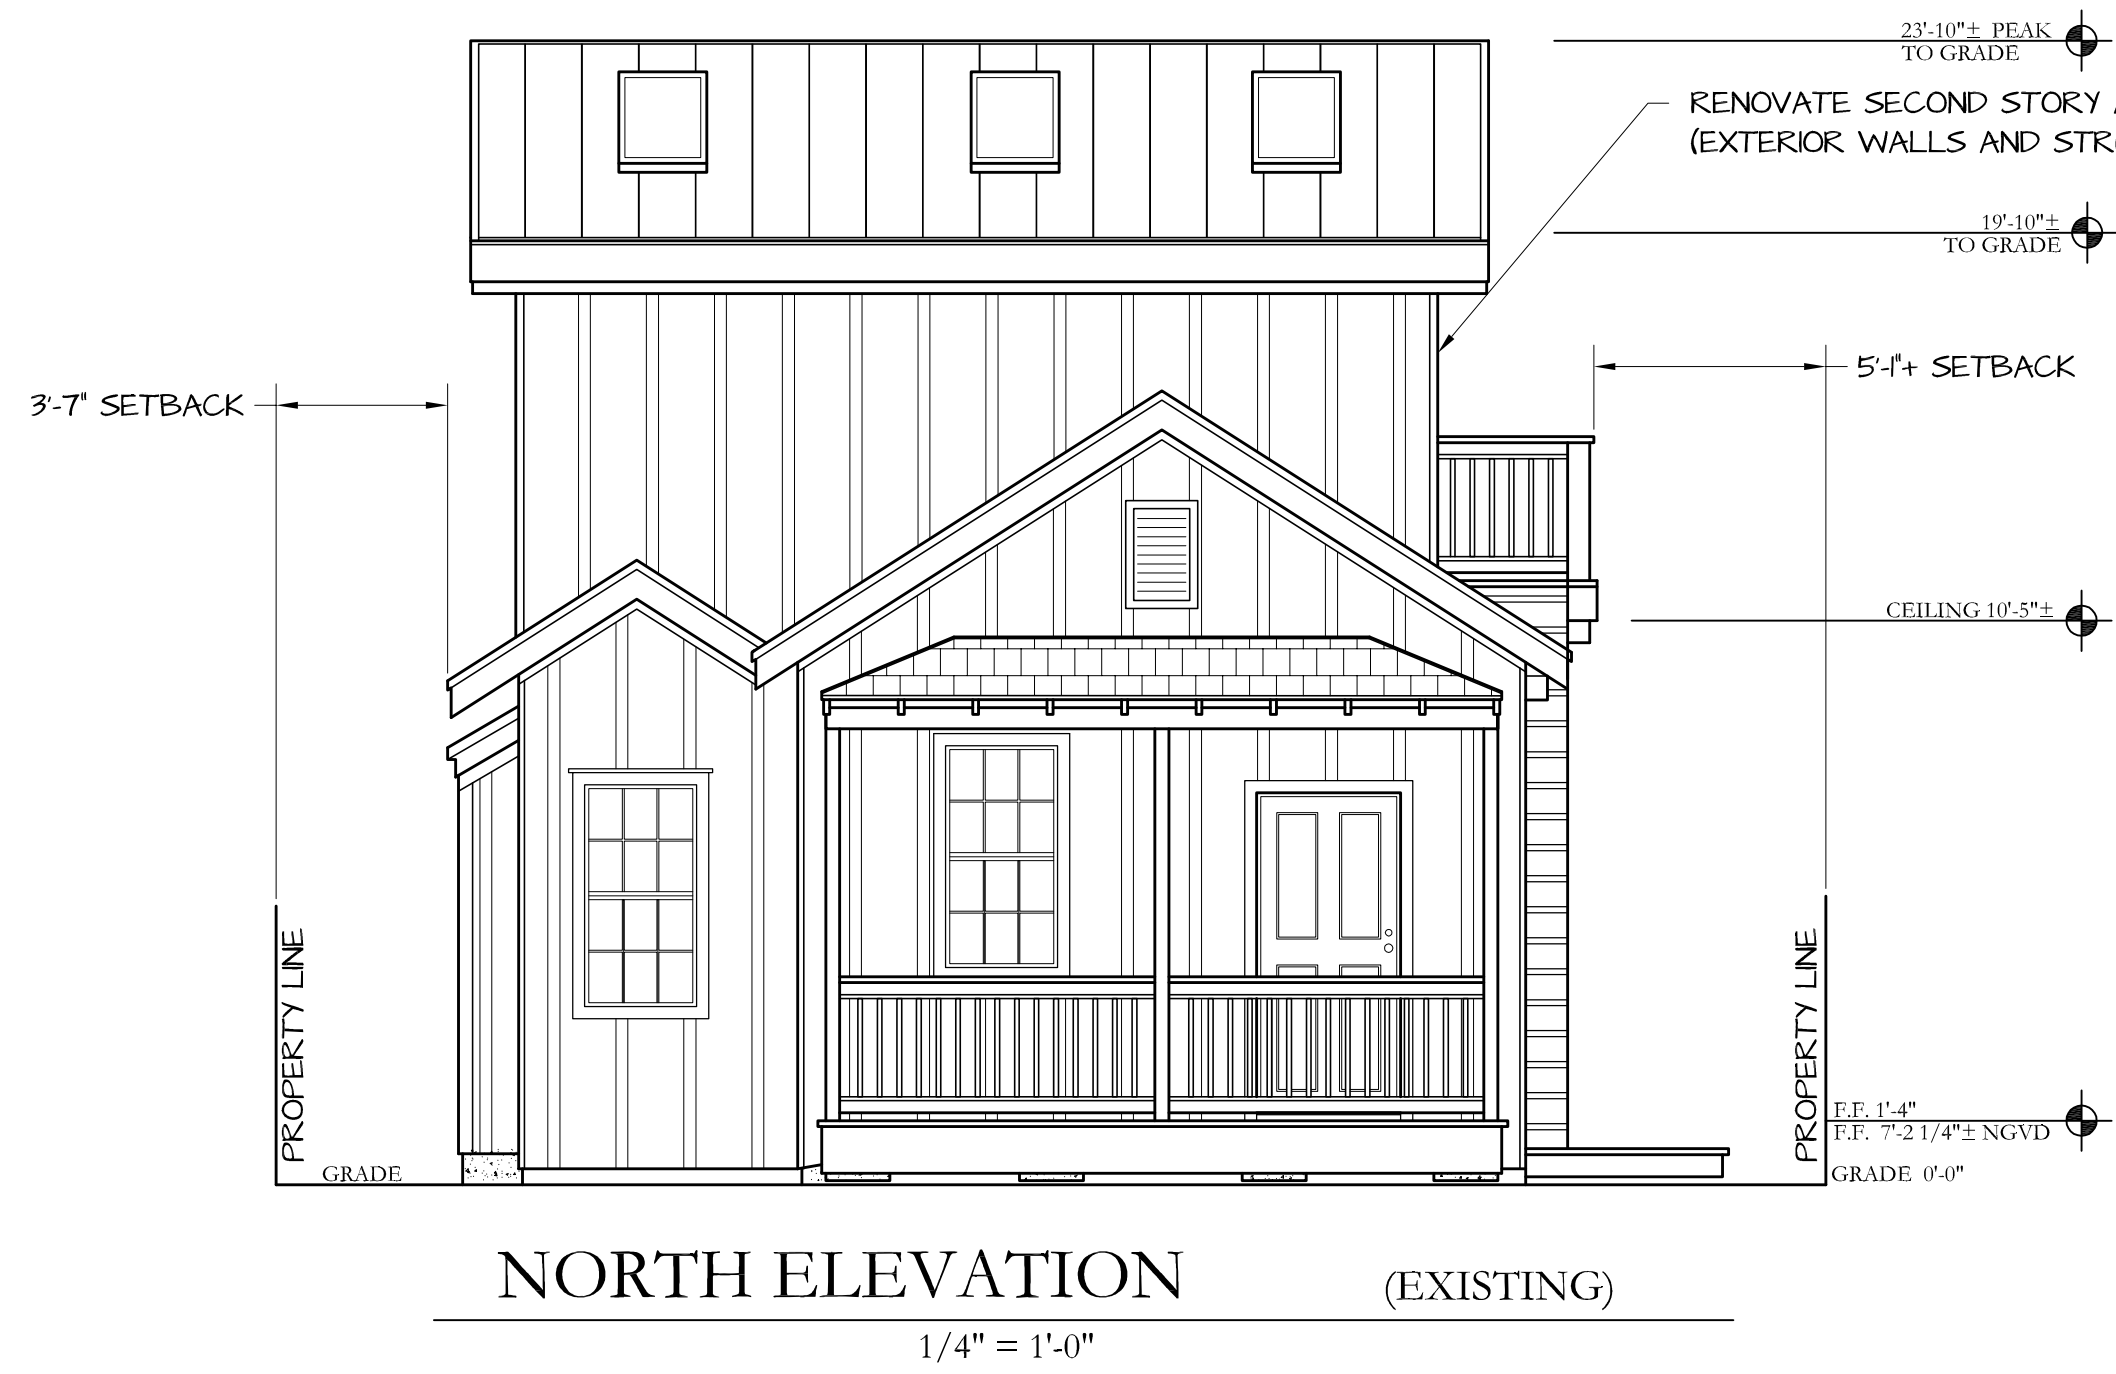 23'-10"± PEAK
TO GRADE
RENOVATE SECOND STORY
(EXTERIOR WALLS AND
19'-10"±
TO GRADE
3'-7" SETBACK
5'-1"+ SETBACK
CEILING 10'-5"±
PROPERTY LINE
PROPERTY LINE
F.F. 1'-4"
F.F. 7'-2 1/4"± NGVD
GRADE
GRADE 0'-0"
NORTH ELEVATION (EXISTING)
1/4" = 1'-0"